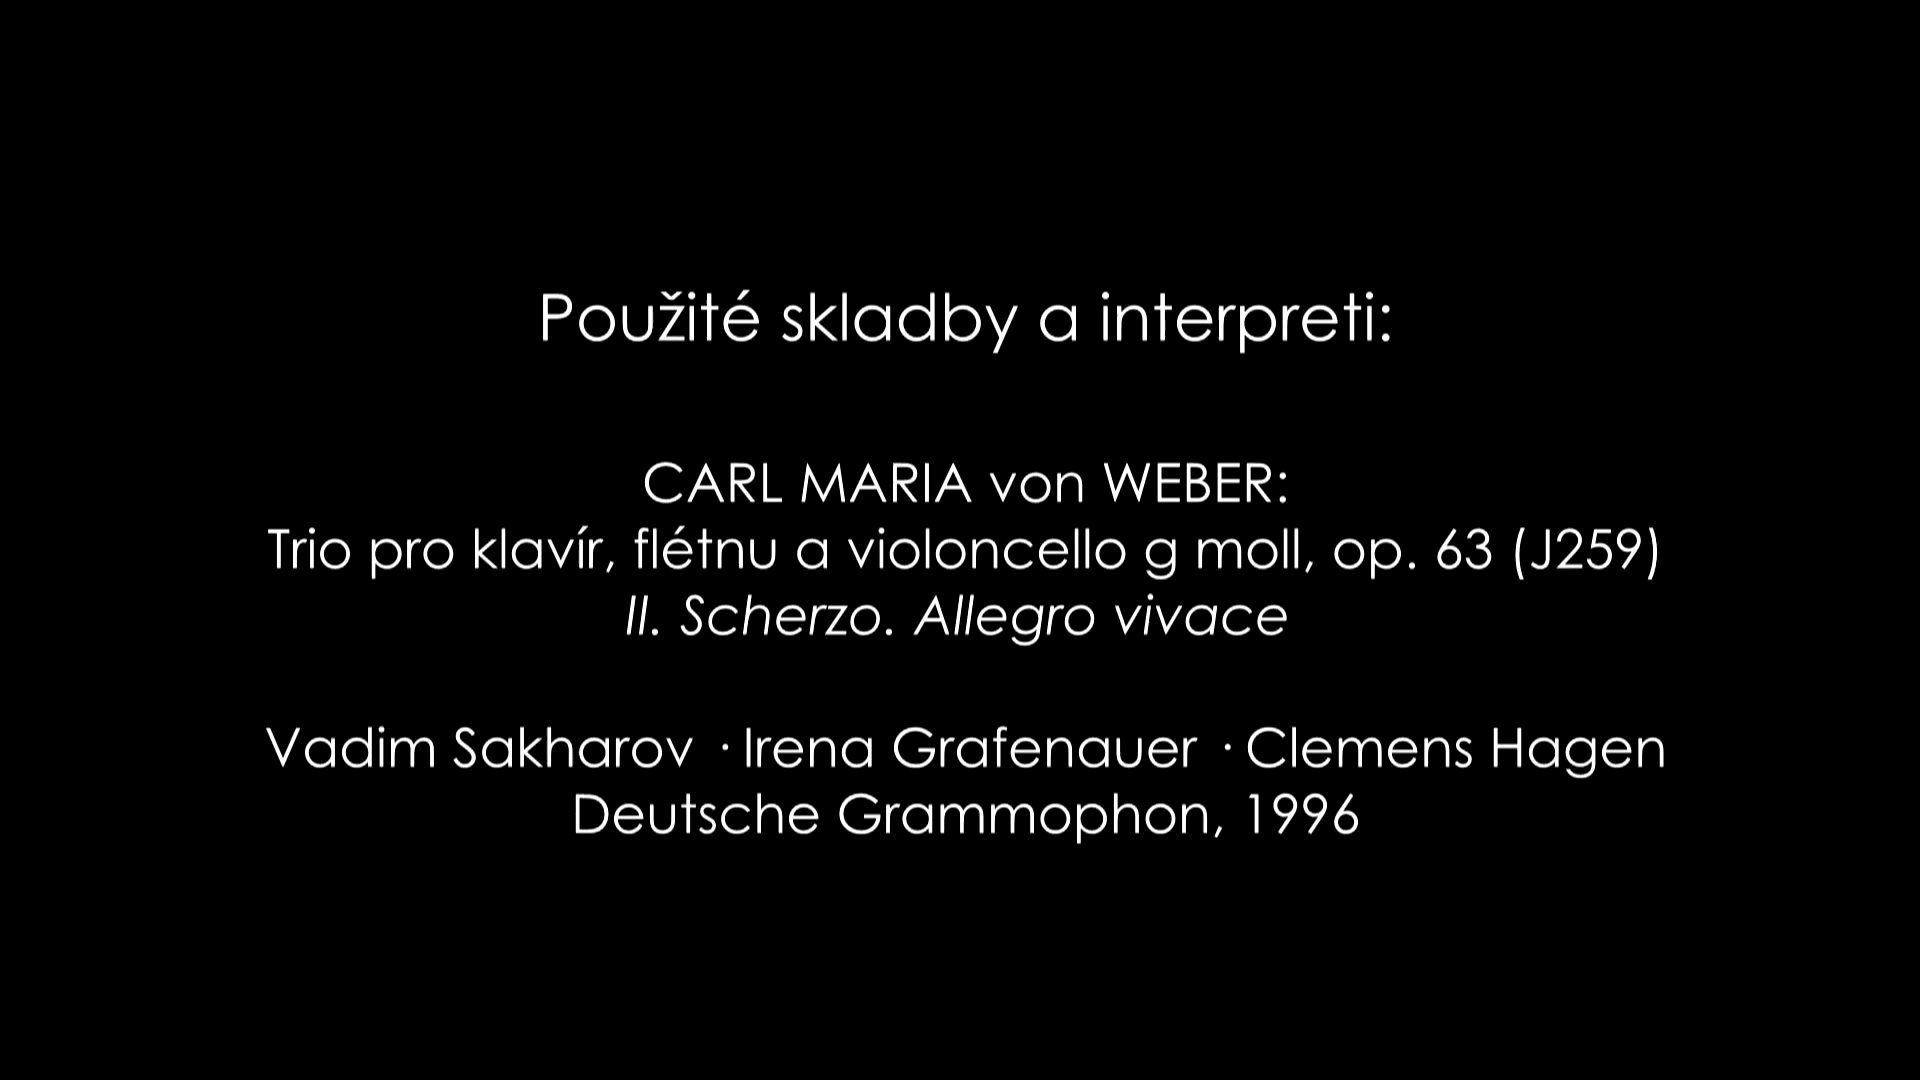 Použité skladby a interpreti:
CARL MARIA von WEBER:
Trio pro klavír, flétnu a violoncello g moll, op. 63 (J259)
II. Scherzo. Allegro vivace
Vadim Sakharov · Irena Grafenauer · Clemens Hagen
Deutsche Grammophon, 1996